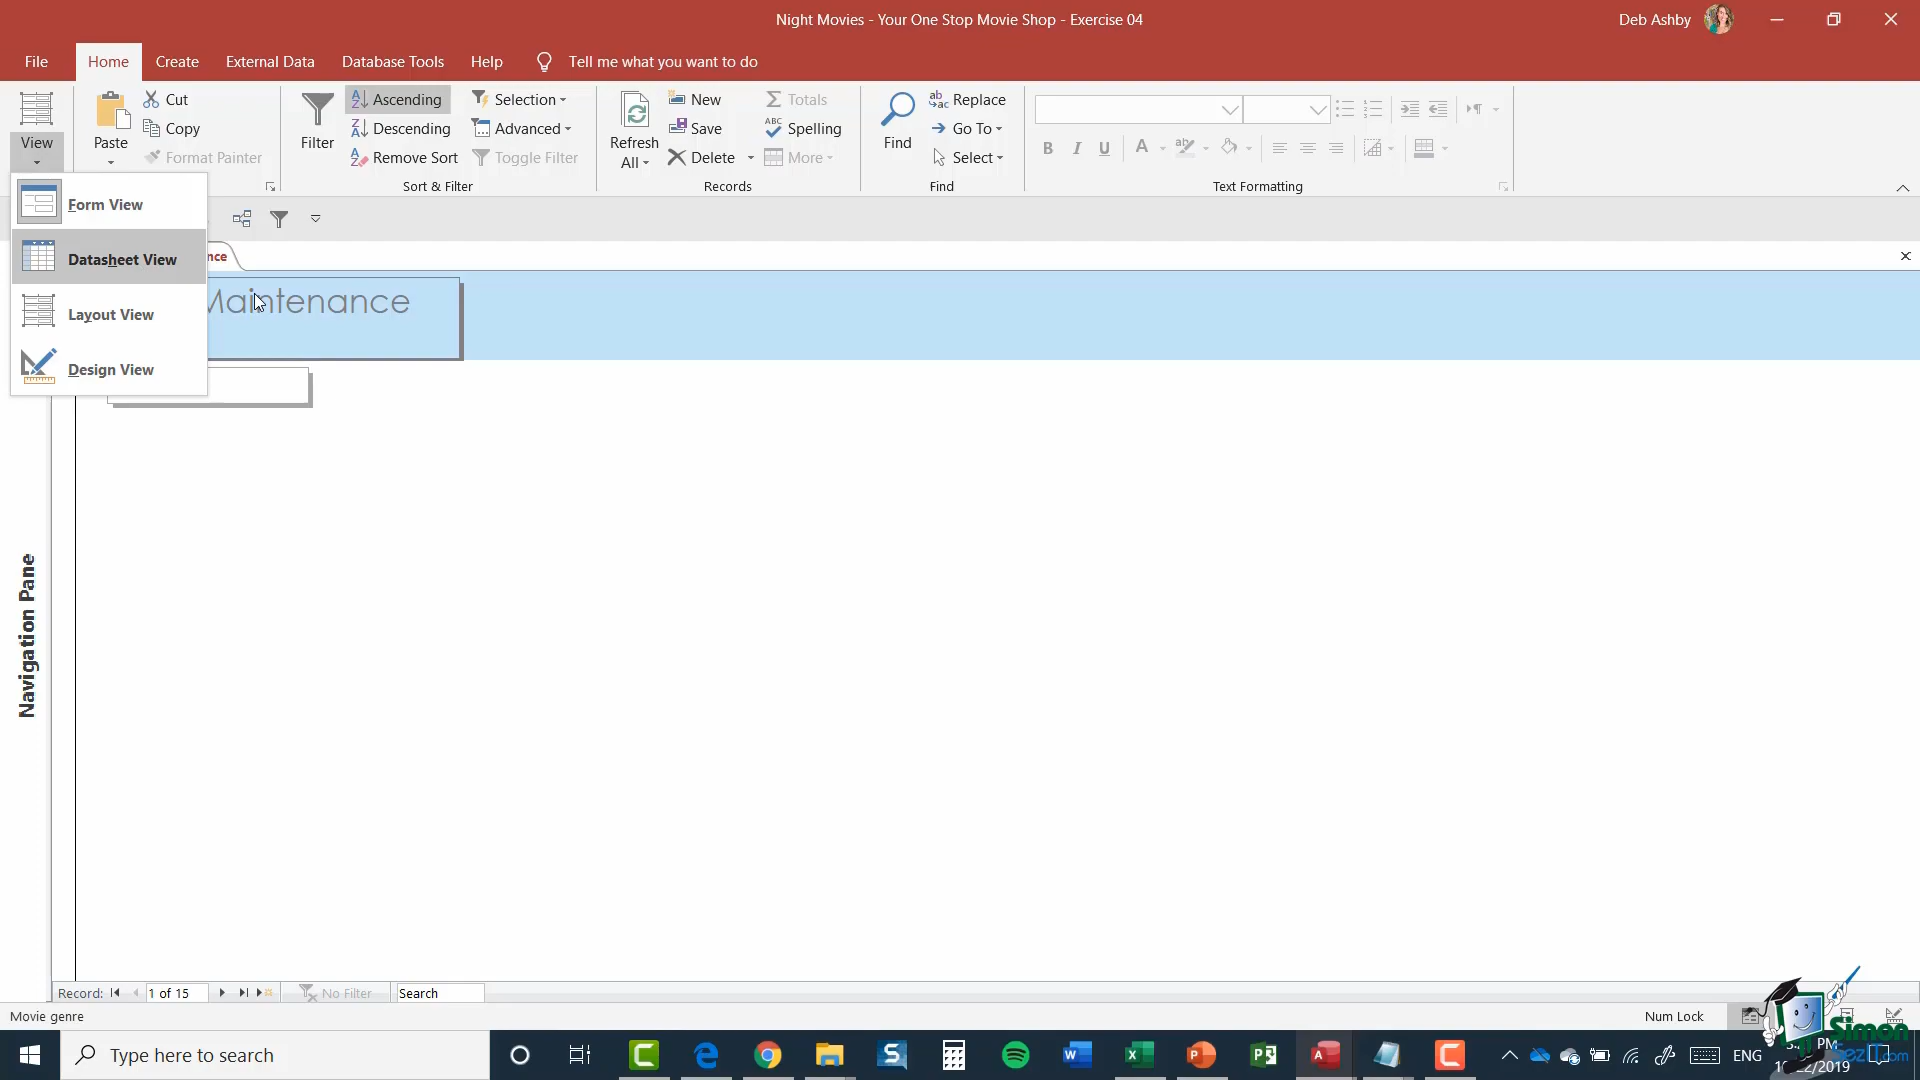 Night Movies - Your One Stop Movie Shop - Exercise 04
Deb Ashby
File
Home
Create
External Data
Database Tools
Help
Tell me what you want to do
View
Paste
Cut
Copy
Format Painter
Filter
Ascending
Descending
Remove Sort
Selection
Advanced
Toggle Filter
Sort & Filter
Refresh
All
New
Save
Delete
Totals
Spelling
More
Records
Find
Replace
Go To
Select
Find
Text Formatting
Form View
Datasheet View
Layout View
Design View
nce
Maintenance
Navigation Pane
Record:
1 of 15
No Filter
Search
Movie genre
Num Lock
Type here to search
ENG
PM
Simon
SezIT.com